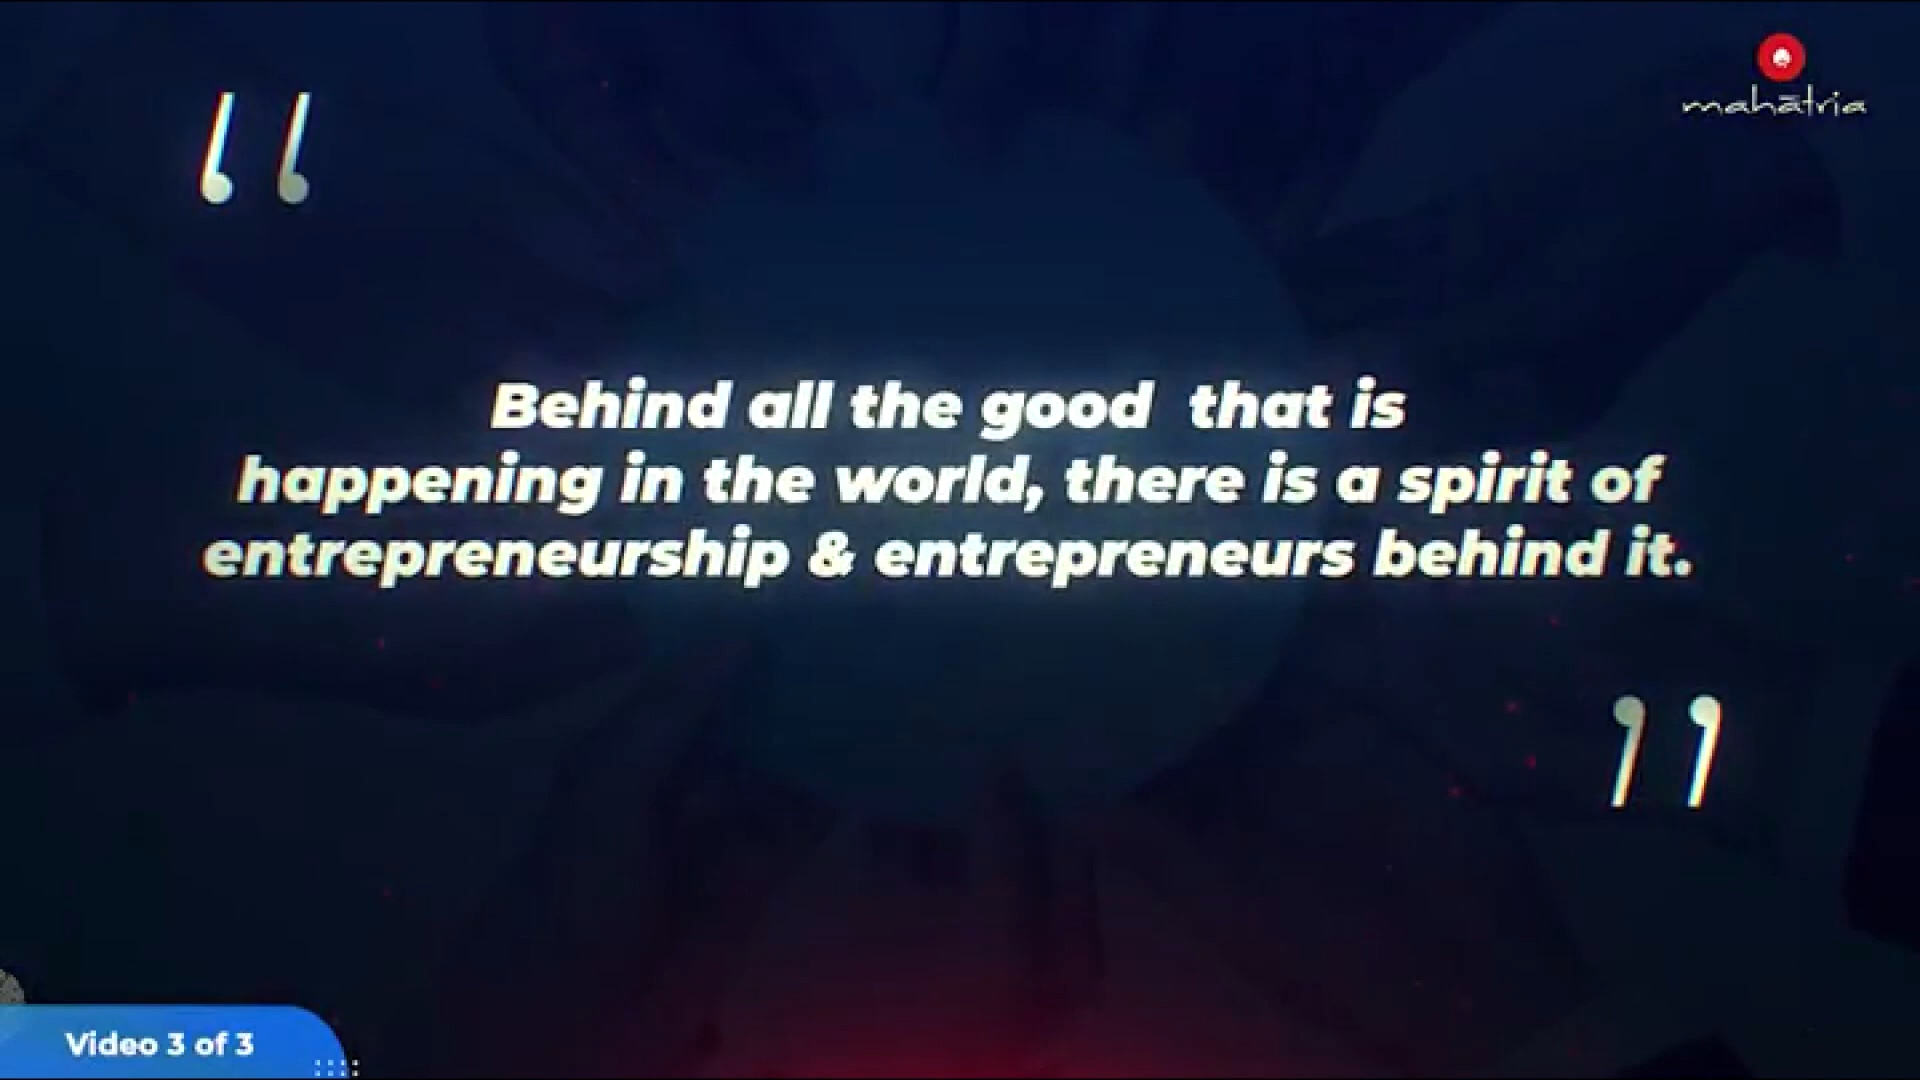 mahātria
“
Behind all the good  that is
happening in the world, there is a spirit of
entrepreneurship & entrepreneurs behind it.
”
Video 3 of 3